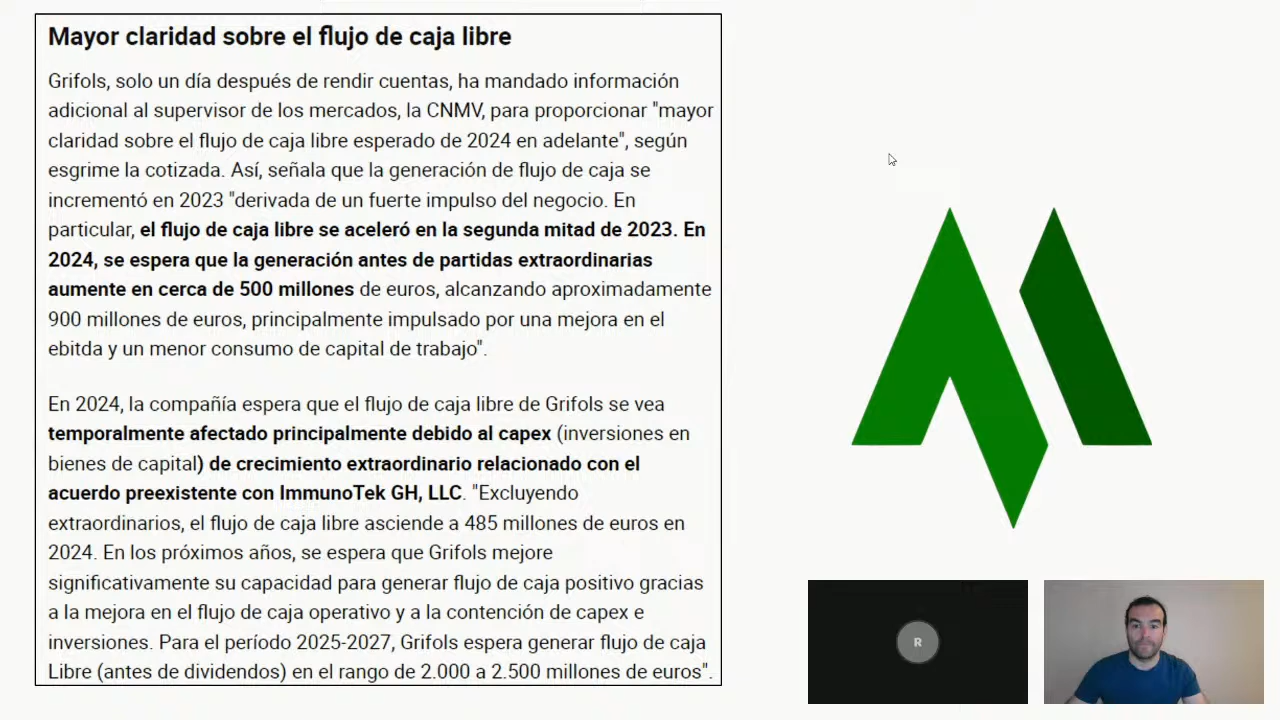 Mayor claridad sobre el flujo de caja libre
Grifols, solo un día después de rendir cuentas, ha mandado información
adicional al supervisor de los mercados, la CNMV, para proporcionar "mayor
claridad sobre el flujo de caja libre esperado de 2024 en adelante", según
esgrime la cotizada. Así, señala que la generación de flujo de caja se
incrementó en 2023 "derivada de un fuerte impulso del negocio. En
particular, el flujo de caja libre se aceleró en la segunda mitad de 2023. En
2024, se espera que la generación antes de partidas extraordinarias
aumente en cerca de 500 millones de euros, alcanzando aproximadamente
900 millones de euros, principalmente impulsado por una mejora en el
ebitda y un menor consumo de capital de trabajo".
En 2024, la compañía espera que el flujo de caja libre de Grifols se vea
temporalmente afectado principalmente debido al capex (inversiones en
bienes de capital) de crecimiento extraordinario relacionado con el
acuerdo preexistente con ImmunoTek GH, LLC. "Excluyendo
extraordinarios, el flujo de caja libre asciende a 485 millones de euros en
2024. En los próximos años, se espera que Grifols mejore
significativamente su capacidad para generar flujo de caja positivo gracias
a la mejora en el flujo de caja operativo y a la contención de capex e
inversiones. Para el período 2025-2027, Grifols espera generar flujo de caja
Libre (antes de dividendos) en el rango de 2.000 a 2.500 millones de euros".
R